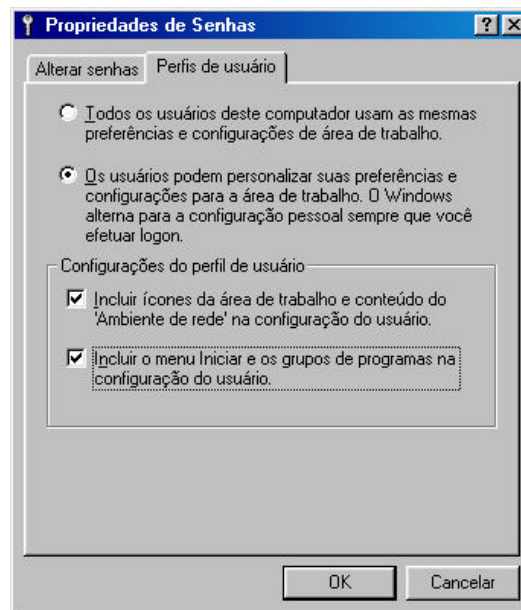 Propriedades de Senhas
Alterar senhas
Perfis de usuário
Todos os usuários deste computador usam as mesmas
preferências e configurações de área de trabalho.
Os usuários podem personalizar suas preferências e
configurações para a área de trabalho. O Windows
alterna para a configuração pessoal sempre que você
efetuar logon.
Configurações do perfil de usuário
Incluir ícones da área de trabalho e conteúdo do
'Ambiente de rede' na configuração do usuário.
Incluir o menu Iniciar e os grupos de programas na
configuração do usuário.
OK
Cancelar